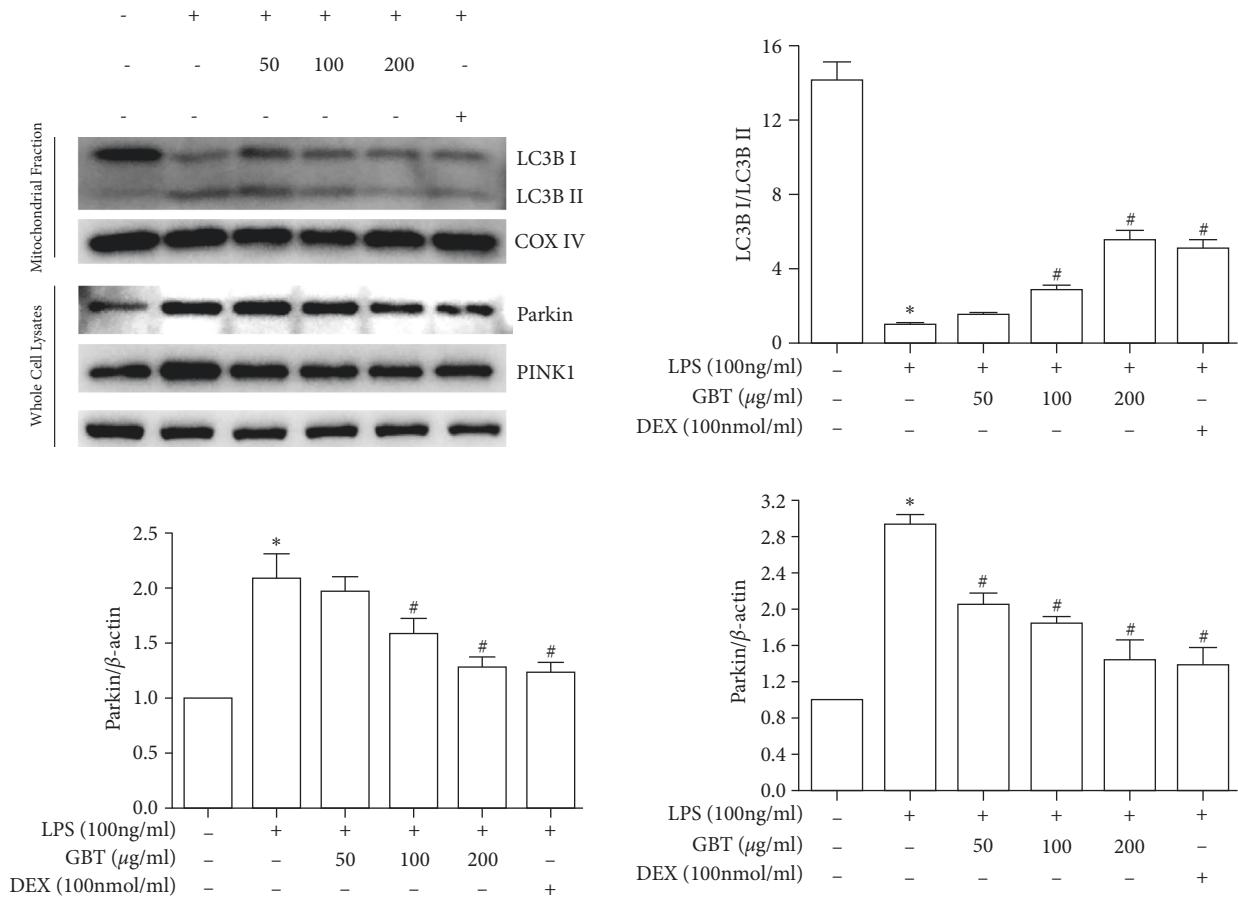 - + + + + +
- - 50 100 200 -
- - - - - +
Mitochondrial Fraction
LC3B I
LC3B II
COX IV
Whole Cell Lysates
Parkin
PINK1
LC3B I/LC3B II
16
12
8
4
0
*
#
#
#
LPS (100ng/ml) – + + + + +
GBT (μg/ml) – – 50 100 200 –
DEX (100nmol/ml) – – – – – +
Parkin/β-actin
2.5
2.0
1.5
1.0
0.5
0.0
*
#
#
#
LPS (100ng/ml) – + + + + +
GBT (μg/ml) – – 50 100 200 –
DEX (100nmol/ml) – – – – – +
Parkin/β-actin
3.2
2.8
2.4
2.0
1.6
1.2
0.8
0.4
0.0
*
#
#
#
#
LPS (100ng/ml) – + + + + +
GBT (μg/ml) – – 50 100 200 –
DEX (100nmol/ml) – – – – – +